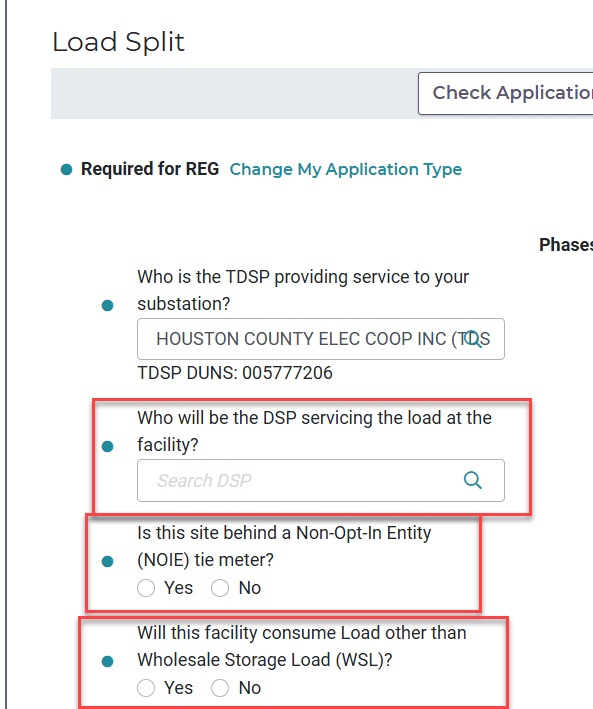 Load Split
Check Application
Required for REG Change My Application Type
Phases
Who is the TDSP providing service to your
substation?
HOUSTON COUNTY ELEC COOP INC (TDS
TDSP DUNS: 005777206
Who will be the DSP servicing the load at the
facility?
Search DSP
Is this site behind a Non-Opt-In Entity
(NOIE) tie meter?
Yes No
Will this facility consume Load other than
Wholesale Storage Load (WSL)?
Yes No